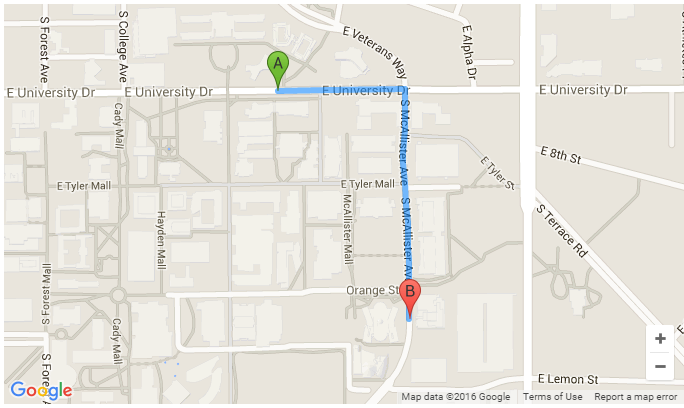 S Forest Ave
S College Ave
E Veterans Way
E Alpha Dr
A
E University Dr
E University Dr
E University Dr
E University Dr
Cady Mall
S McAllister Ave
E 8th St
E Tyler St
E Tyler Mall
E Tyler Mall
S McAllister Ave
McAllister Mall
Hayden Mall
S Terrace Rd
S Forest Mall
Orange St
B
Cady Mall
S Forest Ave
E Lemon St
+
−
Google
Map data ©2016 Google
Terms of Use
Report a map error